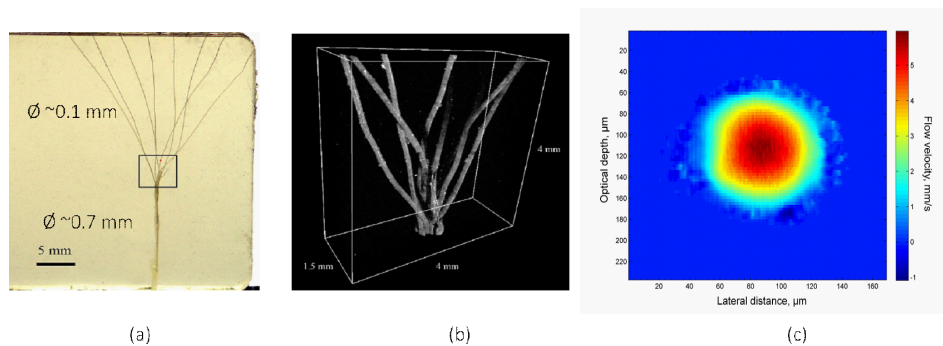 Ø ~0.1 mm
Ø ~0.7 mm
5 mm
4 mm
1,5 mm
4 mm
20
40
60
80
100
120
140
160
180
200
220
Optical depth, µm
20 40 60 80 100 120 140 160
Lateral distance, µm
5
4
3
2
1
0
-1
Flow velocity, mm/s
(a) (b) (c)